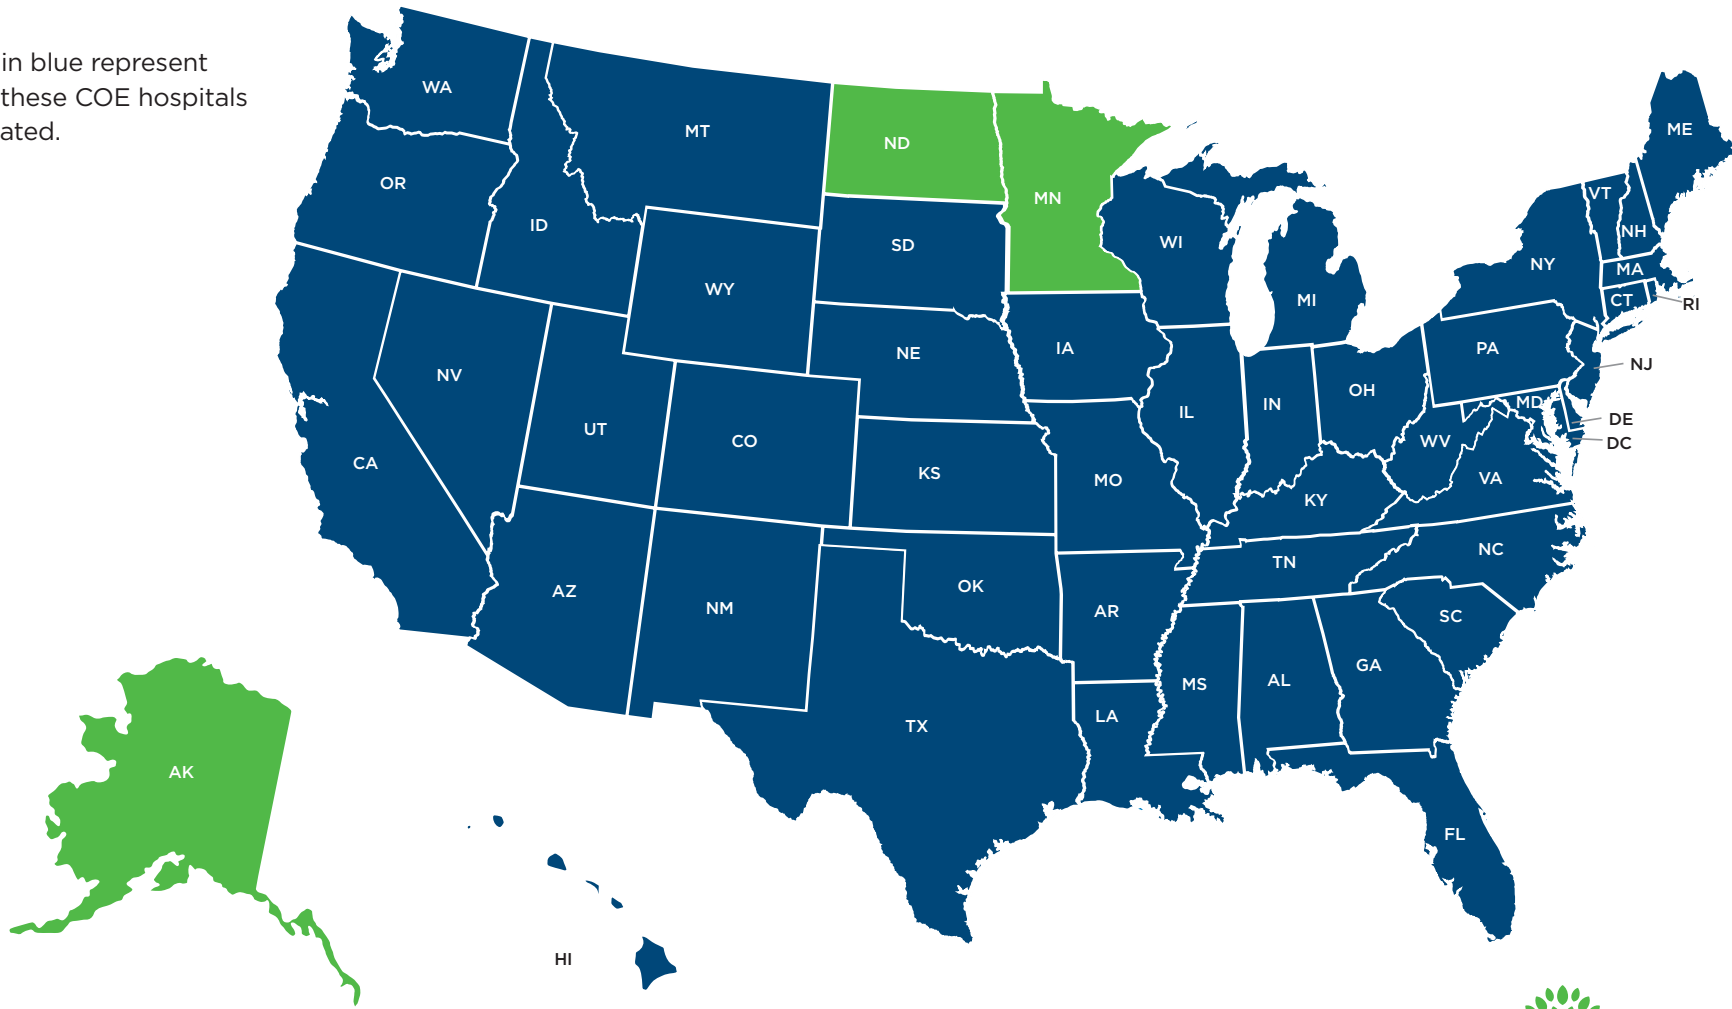 in blue represent
these COE hospitals
ated.
WA
MT
ND
MN
ME
OR
ID
SD
WI
VT
NH
NY
MA
CT
RI
WY
MI
NE
IA
PA
NJ
NV
UT
CO
IL
IN
OH
MD
DE
DC
CA
KS
MO
WV
VA
KY
AZ
NM
OK
AR
TN
NC
SC
MS
AL
GA
TX
LA
AK
FL
HI